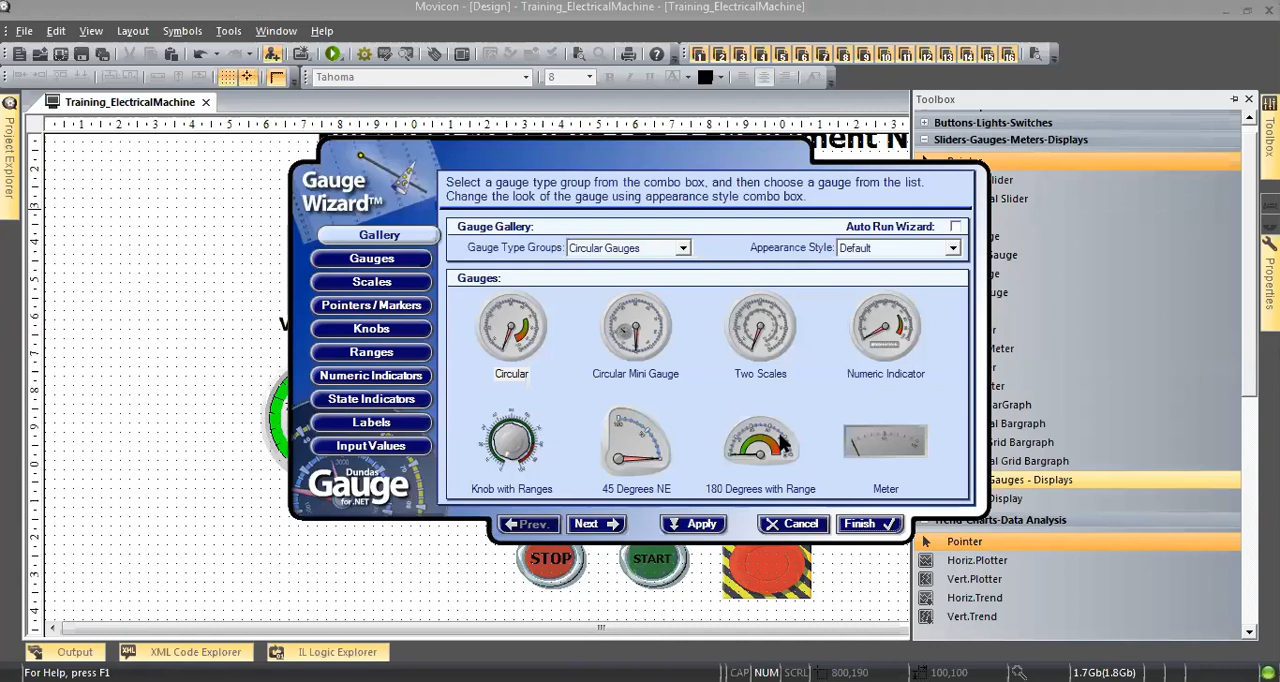 Movicon - [Design] - Training_ElectricalMachine - [Training_ElectricalMachine]
File Edit View Layout Symbols Tools Window Help
Tahoma 8
Training_ElectricalMachine
Toolbox
Buttons-Lights-Switches
Sliders-Gauges-Meters-Displays
Project Explorer
Toolbox
Properties
Gauge
Wizard™
Select a gauge type group from the combo box, and then choose a gauge from the list.
Change the look of the gauge using appearance style combo box.
Gauge Gallery: Auto Run Wizard:
Gauge Type Groups: Circular Gauges Appearance Style: Default
Gauges:
Gallery
Gauges
Scales
Pointers / Markers
Knobs
Ranges
Numeric Indicators
State Indicators
Labels
Input Values
Dundas
Gauge
for .NET
Circular Circular Mini Gauge Two Scales Numeric Indicator
Knob with Ranges 45 Degrees NE 180 Degrees with Range Meter
Prev. Next Apply Cancel Finish
Gauges - Displays
Trend-Charts-Data Analysis
Pointer
Horiz.Plotter
Vert.Plotter
Horiz.Trend
Vert.Trend
STOP START
Output XML Code Explorer IL Logic Explorer
For Help, press F1 CAP NUM SCRL 800,190 100,100 1.7Gb(1.8Gb)